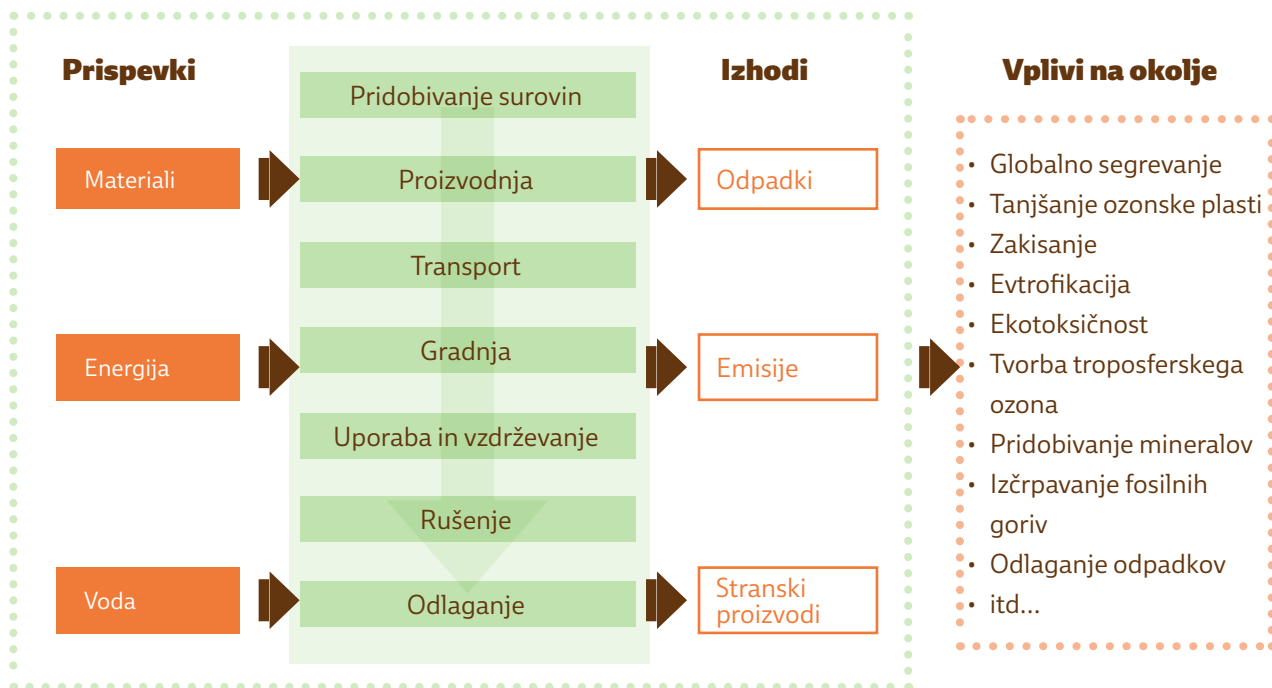 Prispevki
Materiali
Energija
Voda
Pridobivanje surovin
Proizvodnja
Transport
Gradnja
Uporaba in vzdrževanje
Rušenje
Odlaganje
Izhodi
Odpadki
Emisije
Stranski
proizvodi
Vplivi na okolje
• Globalno segrevanje
• Tanjšanje ozonske plasti
• Zakisanje
• Evtrofikacija
• Ekotoksičnost
• Tvorba troposferskega
ozona
• Pridobivanje mineralov
• Izčrpavanje fosilnih
goriv
• Odlaganje odpadkov
• itd...